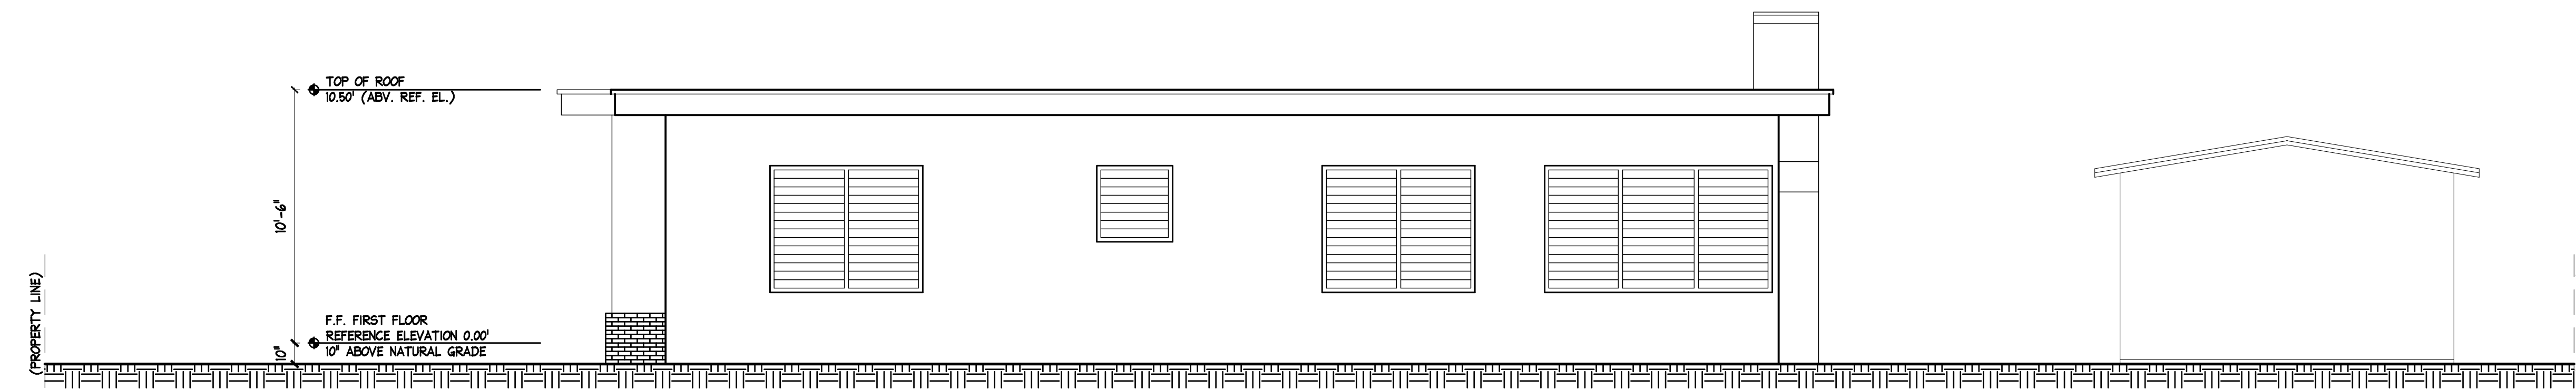 TOP OF ROOF
10.50' (ABV. REF. EL.)
10'-6"
(PROPERTY LINE)
F.F. FIRST FLOOR
REFERENCE ELEVATION 0.00'
10" ABOVE NATURAL GRADE
10"